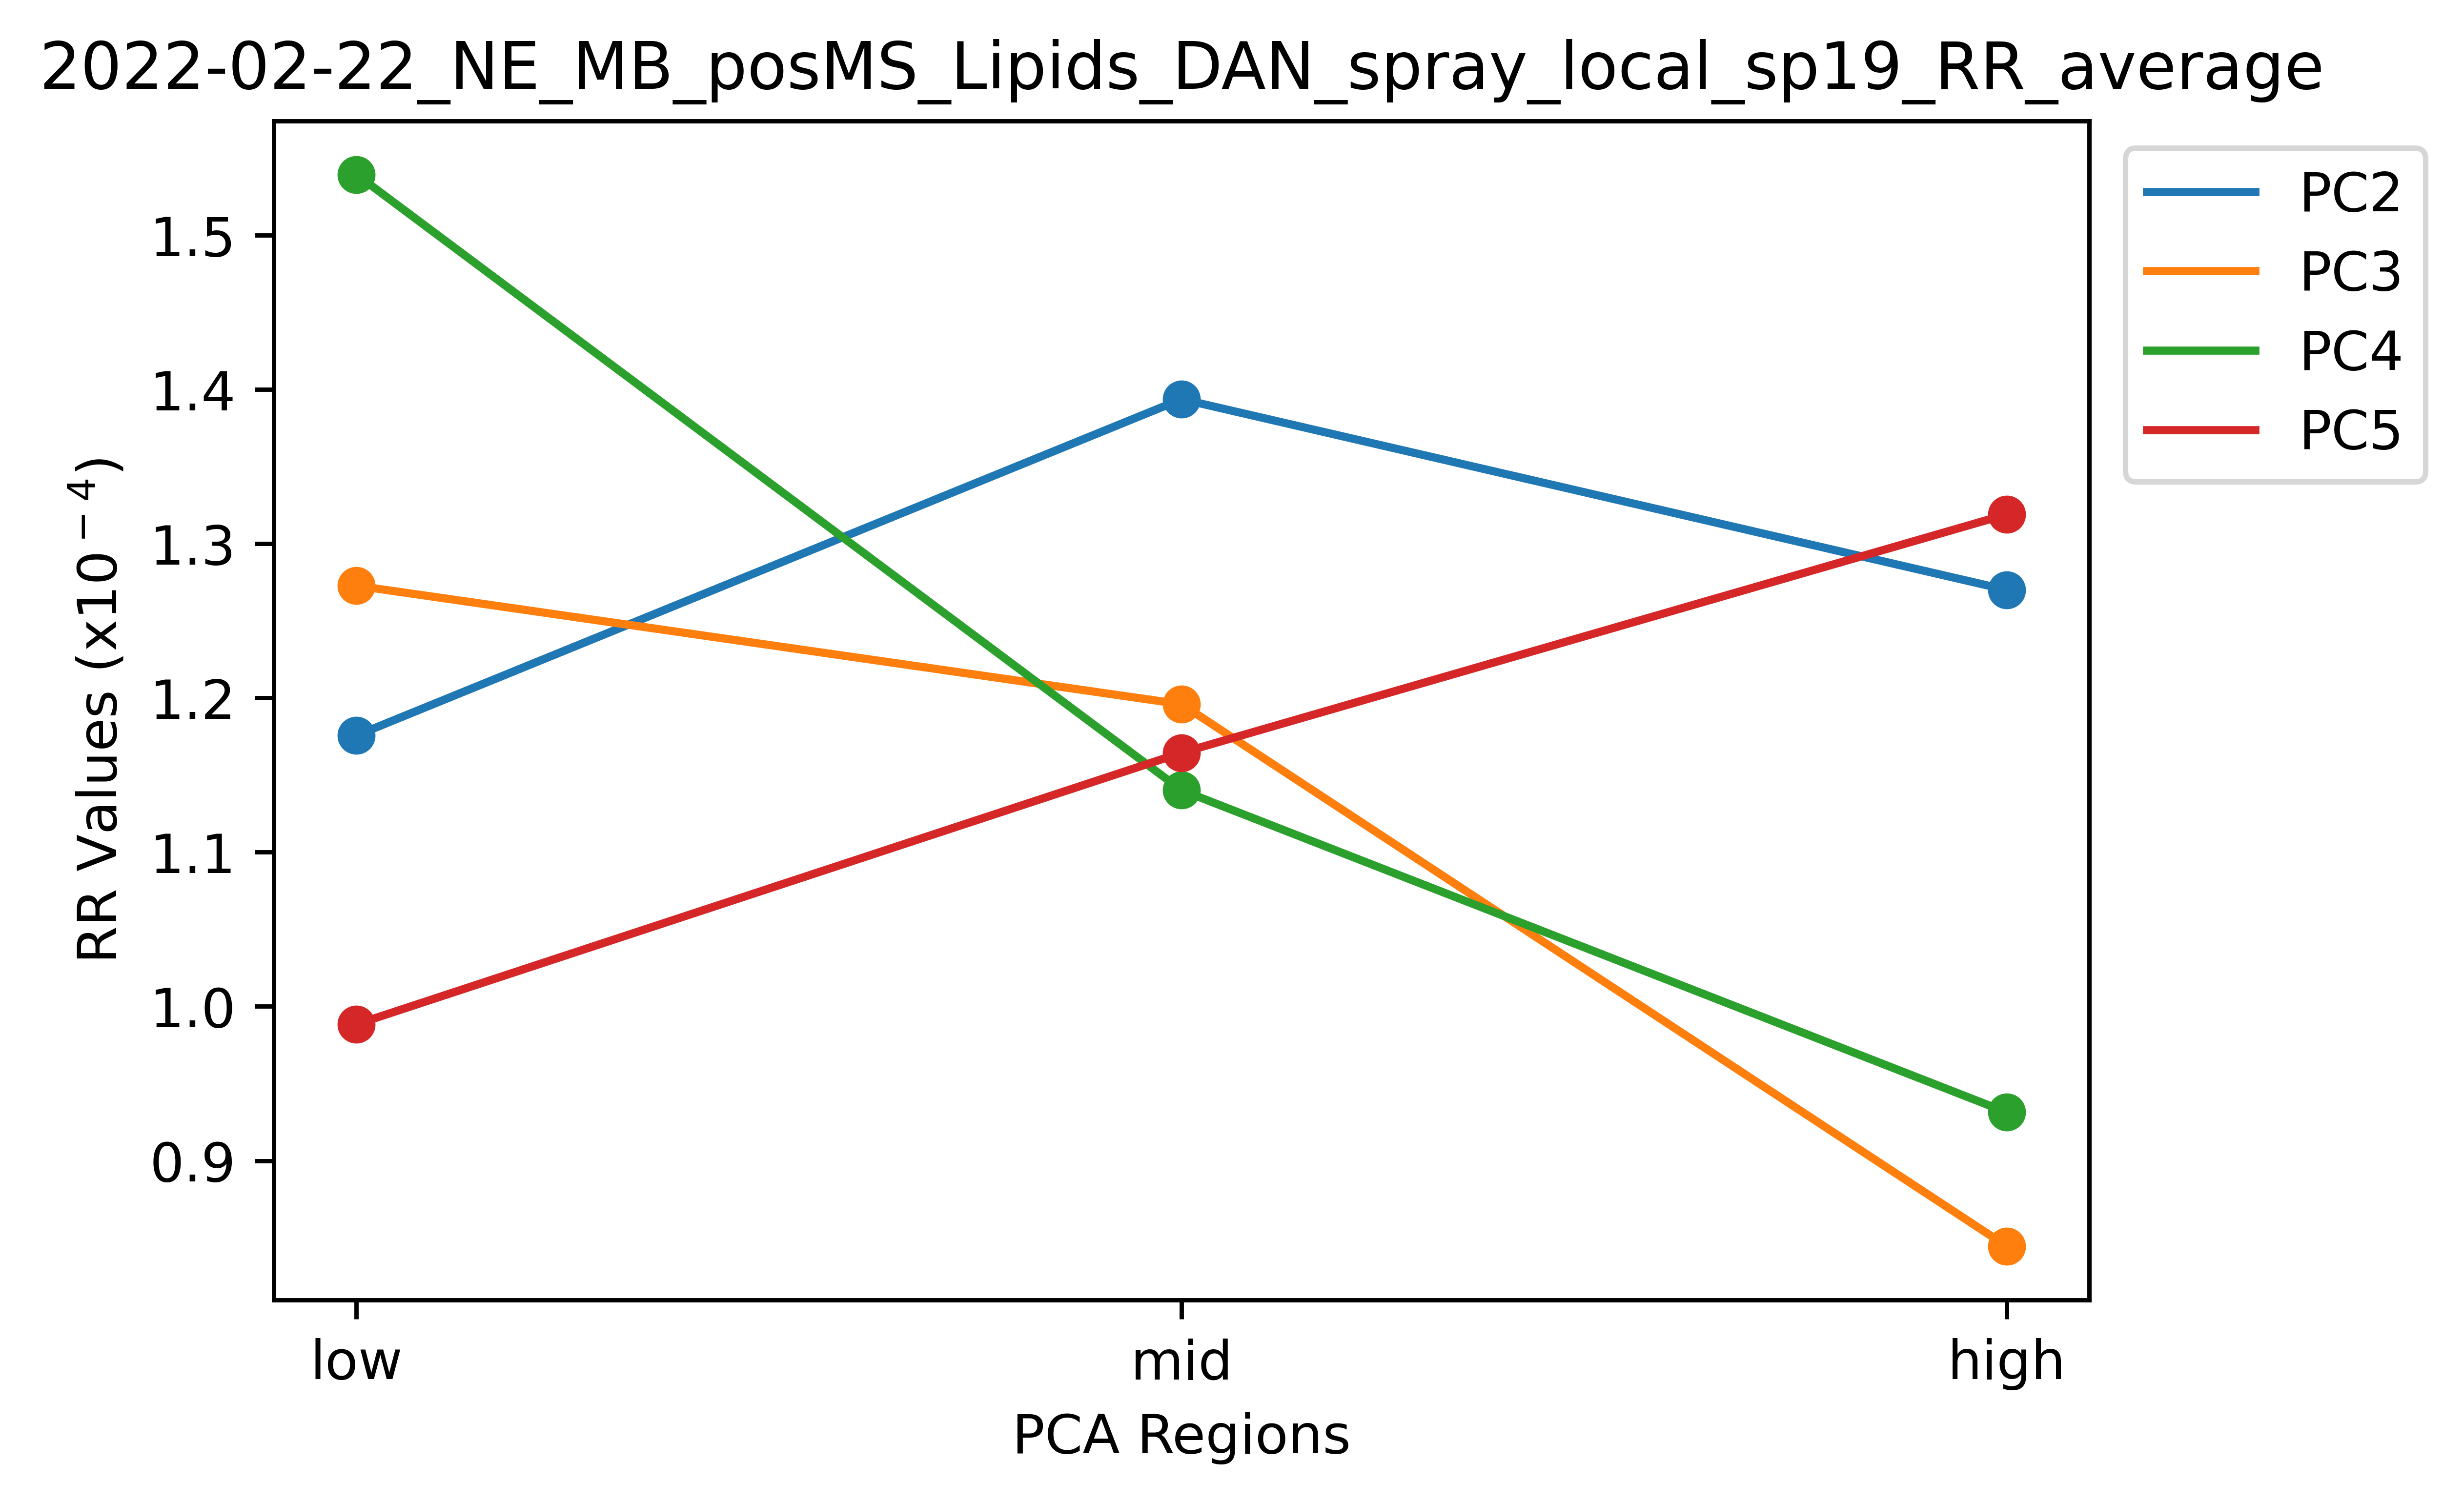 2022-02-22_NE_MB_posMS_Lipids_DAN_spray_local_sp19_RR_average
RR Values (x10⁻⁴)
1.5
1.4
1.3
1.2
1.1
1.0
0.9
low mid high
PCA Regions
PC2
PC3
PC4
PC5